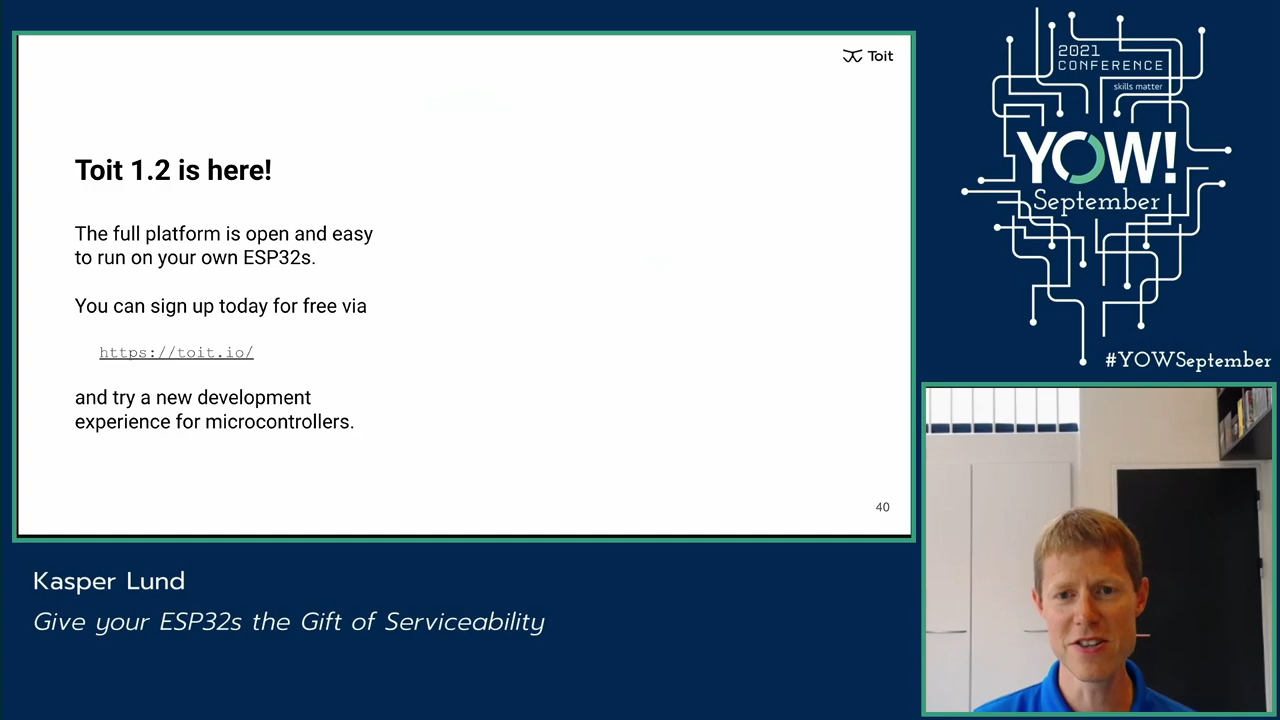 Toit
Toit 1.2 is here!
The full platform is open and easy
to run on your own ESP32s.
You can sign up today for free via
https://toit.io/
and try a new development
experience for microcontrollers.
40
2021
CONFERENCE
skills matter
YOW!
September
#YOWSeptember
Kasper Lund
Give your ESP32s the Gift of Serviceability